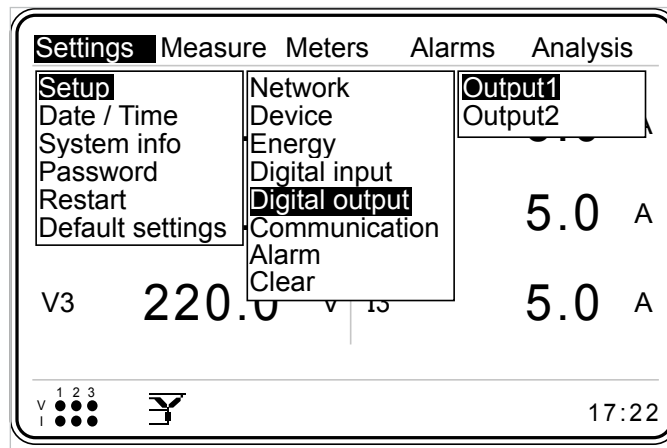 Settings Measure Meters Alarms Analysis
Setup
Date / Time
System info
Password
Restart
Default settings
Network
Device
Energy
Digital input
Digital output
Communication
Alarm
Clear
Output1
Output2
5.0 A
V3 220.0 V I3 5.0 A
1 2 3
V
I
17:22